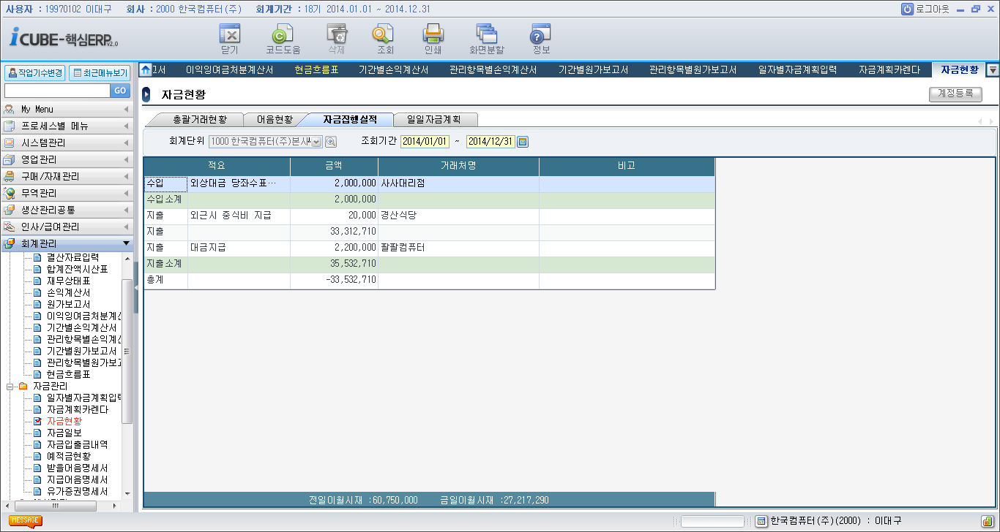 사용자 : 19970102 이대구 회사 : 2000 한국컴퓨터(주) 회계기간 : 18기 2014.01.01 ~ 2014.12.31 로그아웃
iCUBE-핵심ERP v2.0
닫기 코드도움 삭제 조회 인쇄 화면분할 정보
작업기수변경 최근메뉴보기
고서 이익잉여금처분계산서 현금흐름표 기간별손익계산서 관리항목별손익계산서 기간별원가보고서 관리항목별원가보고서 일자별자금계획입력 자금계획카렌다 자금현황
GO
자금현황 계정등록
My Menu
프로세스별 메뉴
시스템관리
영업관리
구매/자재관리
무역관리
생산관리공통
인사/급여관리
회계관리
결산자료입력
합계잔액시산표
재무상태표
손익계산서
원가보고서
이익잉여금처분계산
기간별손익계산서
관리항목별손익계산
기간별원가보고서
관리항목별원가보고
현금흐름표
자금관리
일자별자금계획입력
자금계획카렌다
자금현황
자금일보
자금입출금내역
예적금현황
받을어음명세서
지급어음명세서
유가증권명세서
총괄거래현황 어음현황 자금집행실적 일일자금계획
회계단위 1000 한국컴퓨터(주)본사 조회기간 2014/01/01 ~ 2014/12/31
적요 금액 거래처명 비고
수입 외상대금 당좌수표… 2,000,000 사사대리점
수입소계 2,000,000
지출 외근시 중식비 지급 20,000 경산식당
지출 33,312,710
지출 대금지급 2,200,000 팔팔컴퓨터
지출소계 35,532,710
총계 -33,532,710
전일이월시재 :60,750,000 금일이월시재 :27,217,290
MESSAGE
한국컴퓨터(주)(2000) : 이대구